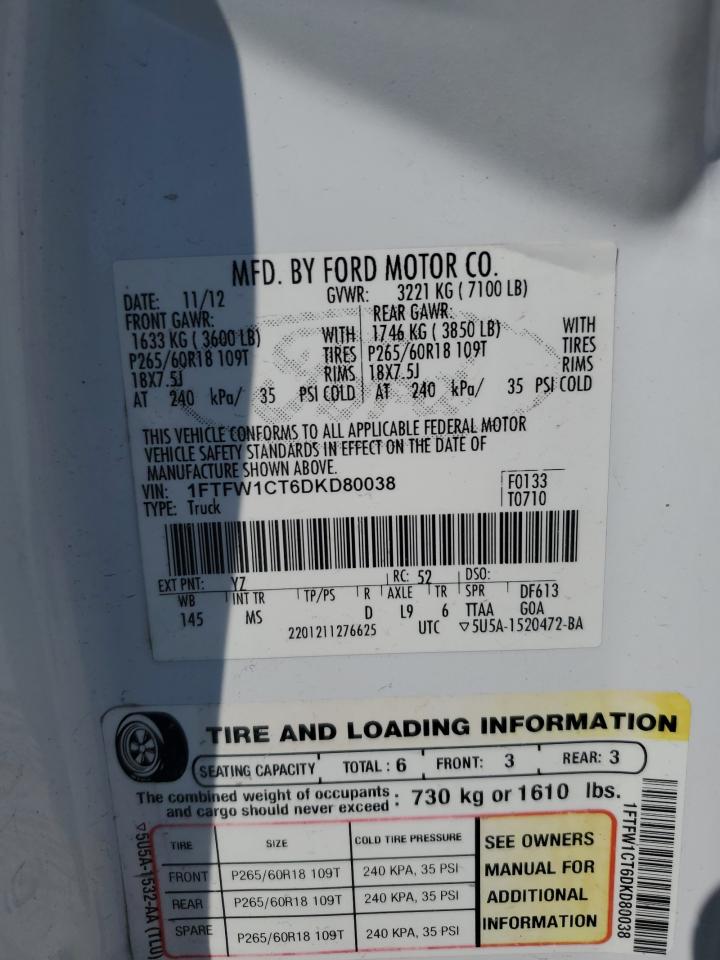 MFD. BY FORD MOTOR CO.
DATE: 11/12 GVWR: 3221 KG ( 7100 LB)
FRONT GAWR: REAR GAWR:
1633 KG ( 3600 LB) WITH 1746 KG ( 3850 LB) WITH
P265/60R18 109T TIRES P265/60R18 109T TIRES
18X7.5J RIMS 18X7.5J RIMS
AT 240 kPa/ 35 PSI COLD AT 240 kPa/ 35 PSI COLD
THIS VEHICLE CONFORMS TO ALL APPLICABLE FEDERAL MOTOR
VEHICLE SAFETY STANDARDS IN EFFECT ON THE DATE OF
MANUFACTURE SHOWN ABOVE.
VIN: 1FTFW1CT6DKD80038 F0133
TYPE: Truck T0710
EXT PNT: YZ RC: 52 DSO:
WB INT TR TP/PS R AXLE TR SPR DF613
145 MS D L9 6 TTAA G0A
2201211276625 UTC ▽5U5A-1520472-BA
TIRE AND LOADING INFORMATION
SEATING CAPACITY TOTAL : 6 FRONT: 3 REAR: 3
The combined weight of occupants
and cargo should never exceed : 730 kg or 1610 lbs.
TIRE SIZE COLD TIRE PRESSURE
FRONT P265/60R18 109T 240 KPA, 35 PSI
REAR P265/60R18 109T 240 KPA, 35 PSI
SPARE P265/60R18 109T 240 KPA, 35 PSI
SEE OWNERS
MANUAL FOR
ADDITIONAL
INFORMATION
▽5U5A-1532-AA (TLU)
1FTFW1CT6DKD80038